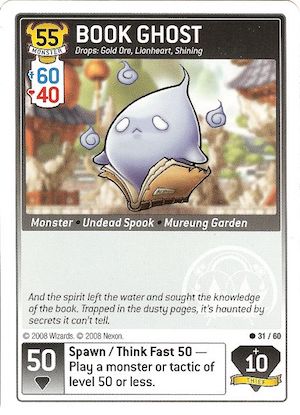 55
MONSTER
BOOK GHOST
Drops: Gold Ore, Lionheart, Shining
60
40
Monster • Undead Spook • Mureung Garden
And the spirit left the water and sought the knowledge
of the book. Trapped in the dusty pages, it's haunted by
secrets it can't tell.
© 2008 Wizards. © 2008 Nexon.
● 31 / 60
50
Spawn / Think Fast 50 —
Play a monster or tactic of
level 50 or less.
+
10
THIEF